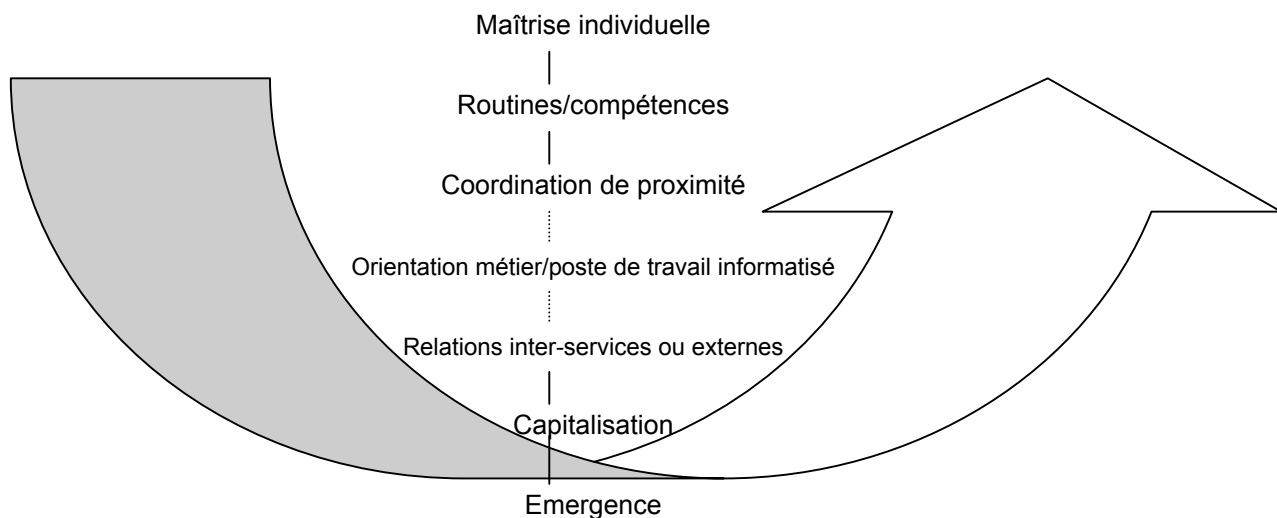 Maîtrise individuelle
Routines/compétences
Coordination de proximité
Orientation métier/poste de travail informatisé
Relations inter-services ou externes
Capitalisation
Emergence